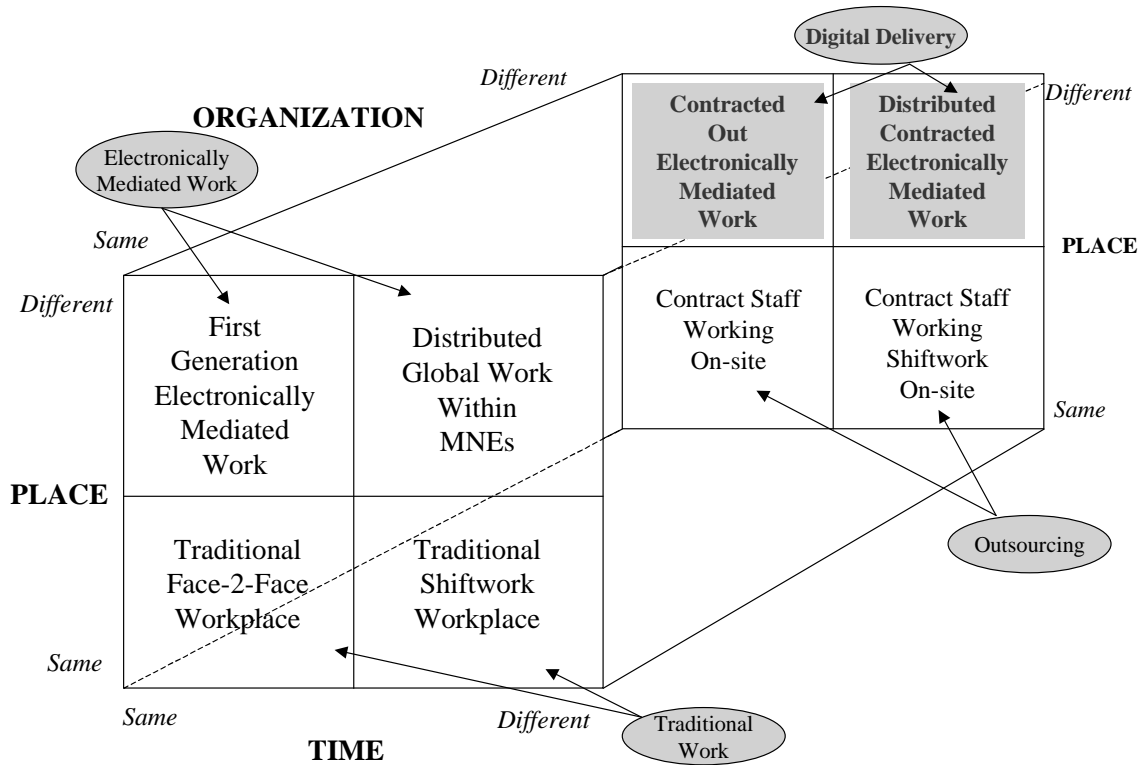 Digital Delivery
Different
Different
ORGANIZATION
Contracted
Out
Electronically
Mediated
Work
Distributed
Contracted
Electronically
Mediated
Work
Electronically
Mediated Work
Same
PLACE
Different
First
Generation
Electronically
Mediated
Work
Distributed
Global Work
Within
MNEs
Contract Staff
Working
On-site
Contract Staff
Working
Shiftwork
On-site
Same
PLACE
Traditional
Face-2-Face
Workplace
Traditional
Shiftwork
Workplace
Outsourcing
Same
Same
Different
Traditional
Work
TIME